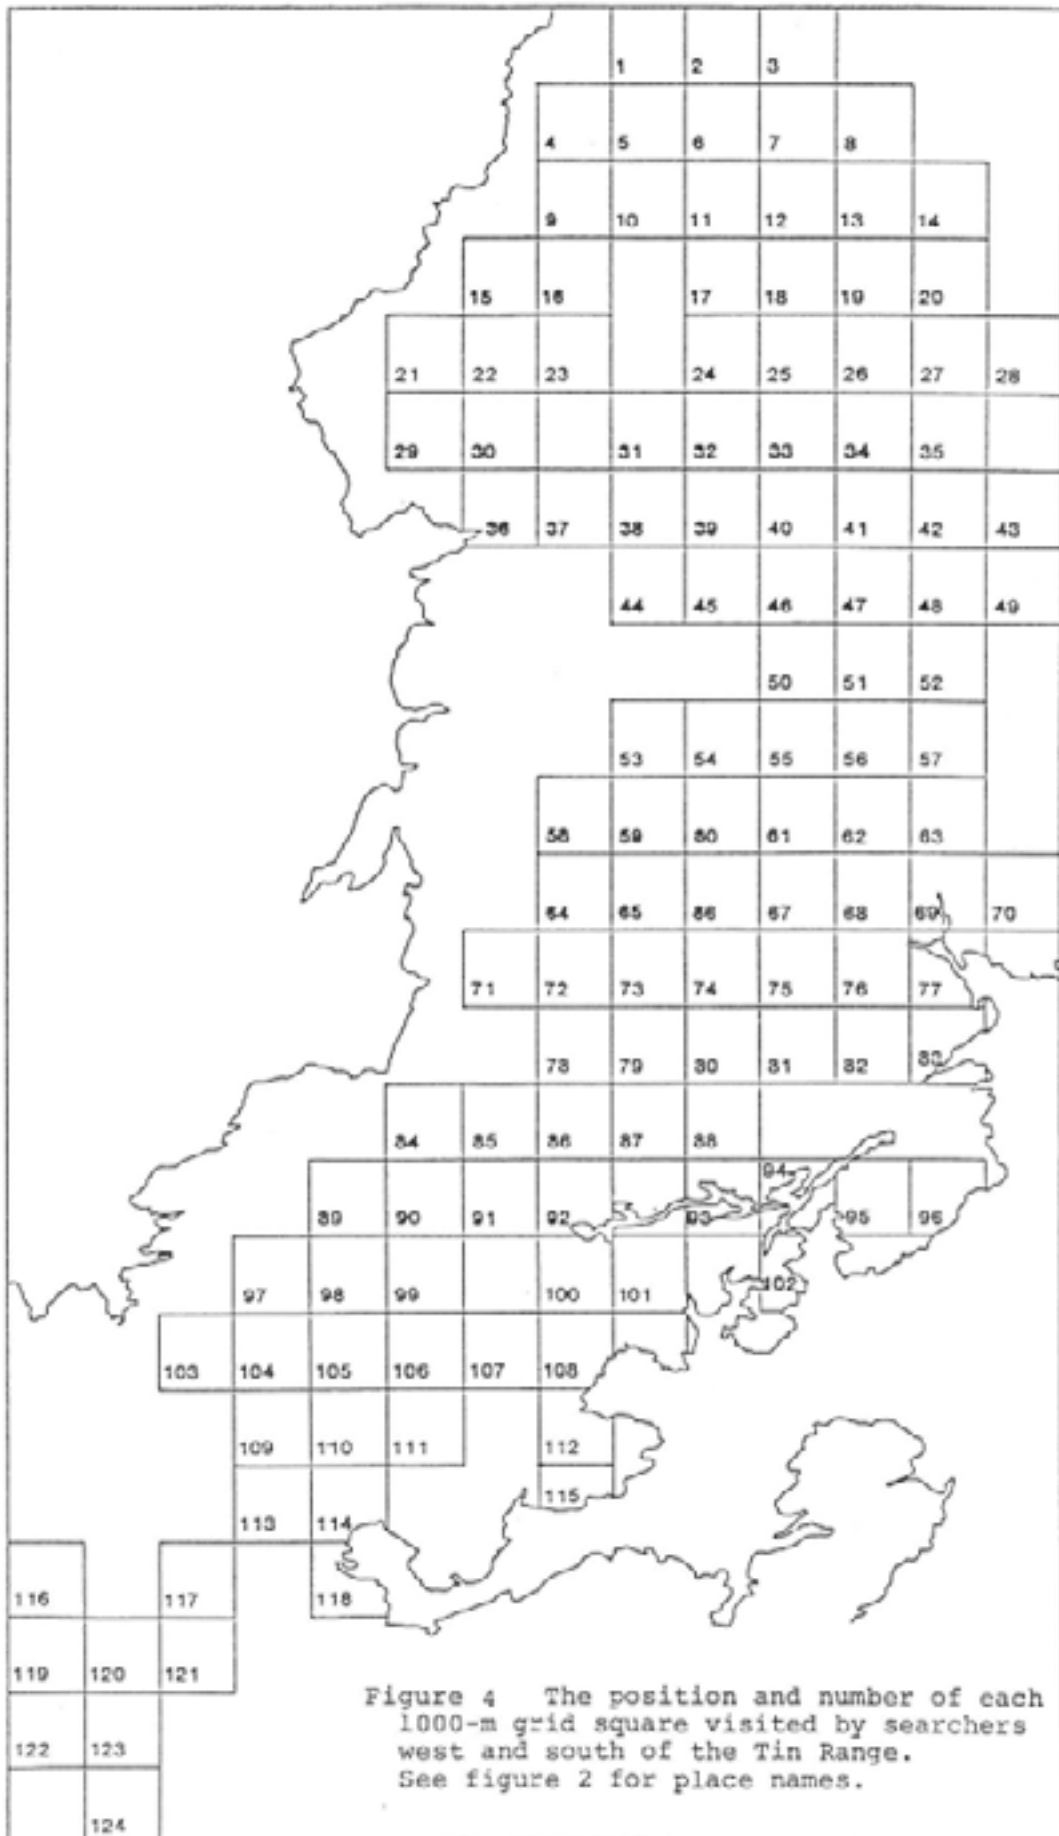 1 2 3
4 5 6 7 8
9 10 11 12 13 14
15 16 17 18 19 20
21 22 23 24 25 26 27 28
29 30 31 32 33 34 35
36 37 38 39 40 41 42 43
44 45 46 47 48 49
50 51 52
53 54 55 56 57
58 59 60 61 62 63
64 65 66 67 68 69 70
71 72 73 74 75 76 77
78 79 80 81 82 83
84 85 86 87 88
94
89 90 91 92 93 95 96
97 98 99 100 101 102
103 104 105 106 107 108
109 110 111 112
115
113 114
116 117 118
119 120 121
Figure 4 The position and number of each
1000-m grid square visited by searchers
west and south of the Tin Range.
See figure 2 for place names.
122 123
124